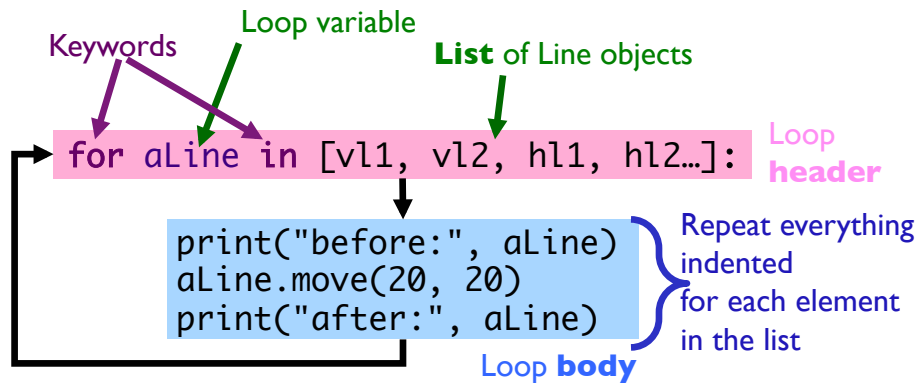 Loop variable
Keywords
List of Line objects
for aLine in [vl1, vl2, hl1, hl2…]:
Loop
header
print("before:", aLine)
aLine.move(20, 20)
print("after:", aLine)
Repeat everything
indented
for each element
in the list
Loop body